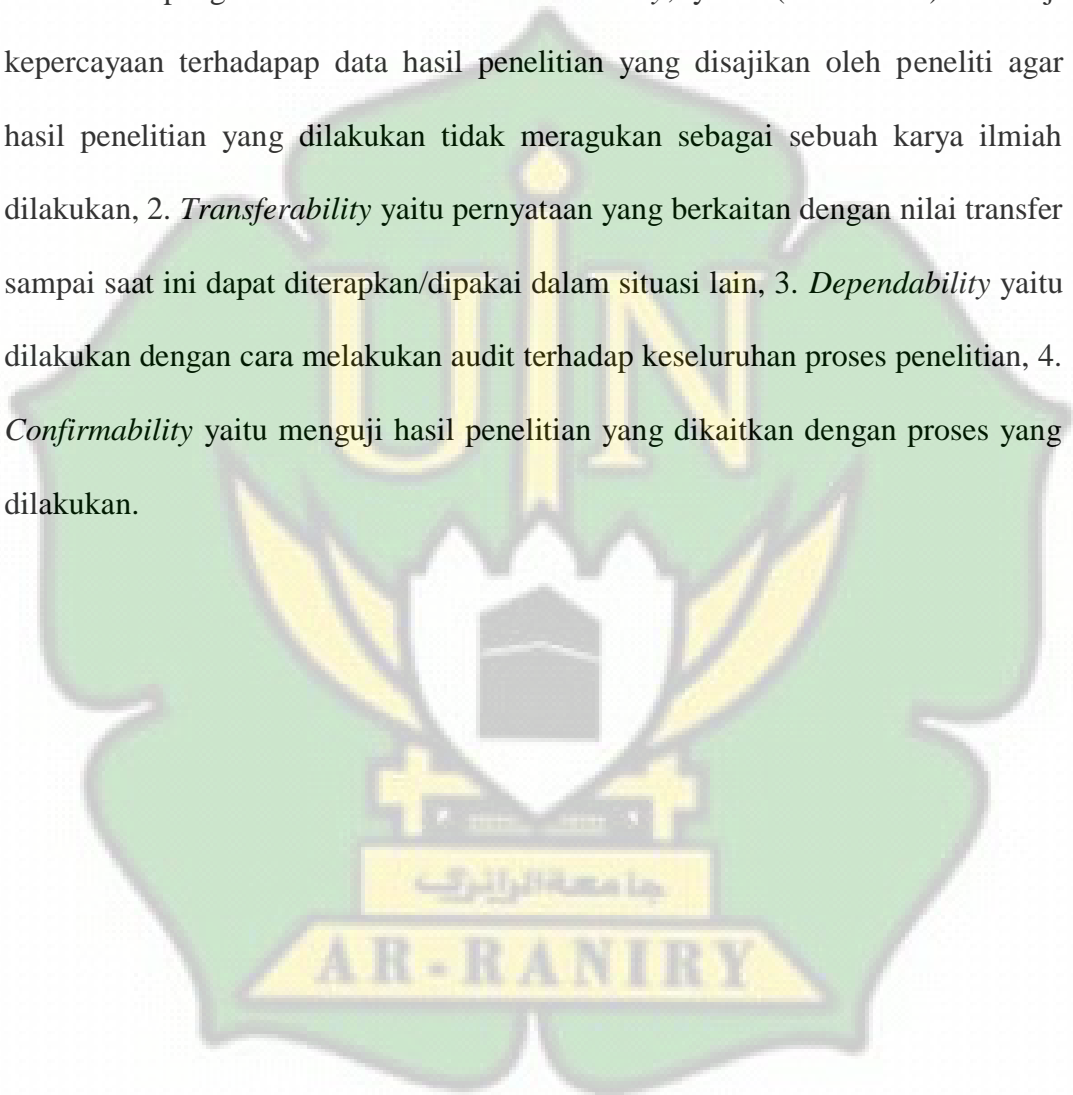 kepercayaan terhadapap data hasil penelitian yang disajikan oleh peneliti agar
hasil penelitian yang dilakukan tidak meragukan sebagai sebuah karya ilmiah
dilakukan, 2. Transferability yaitu pernyataan yang berkaitan dengan nilai transfer
sampai saat ini dapat diterapkan/dipakai dalam situasi lain, 3. Dependability yaitu
dilakukan dengan cara melakukan audit terhadap keseluruhan proses penelitian, 4.
Confirmability yaitu menguji hasil penelitian yang dikaitkan dengan proses yang
dilakukan.
UIN
جامعة الرانري
AR-RANIRY